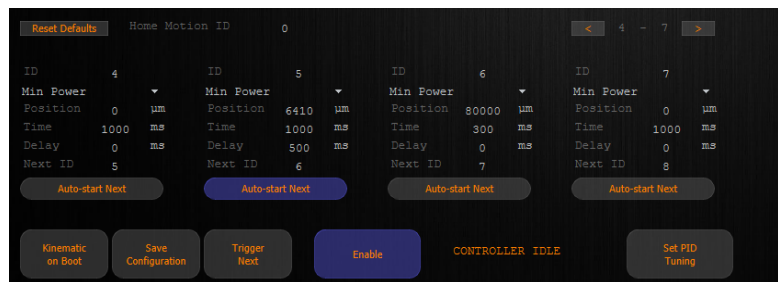 Reset Defaults Home Motion ID 0 < 4 - 7 >
ID 4 ID 5 ID 6 ID 7
Min Power Min Power Min Power Min Power
Position 0 µm Position 6410 µm Position 80000 µm Position 0 µm
Time 1000 ms Time 1000 ms Time 300 ms Time 1000 ms
Delay 0 ms Delay 500 ms Delay 0 ms Delay 0 ms
Next ID 5 Next ID 6 Next ID 7 Next ID 8
Auto-start Next Auto-start Next Auto-start Next Auto-start Next
Kinematic
on Boot
Save
Configuration
Trigger
Next
Enable
CONTROLLER IDLE
Set PID
Tuning